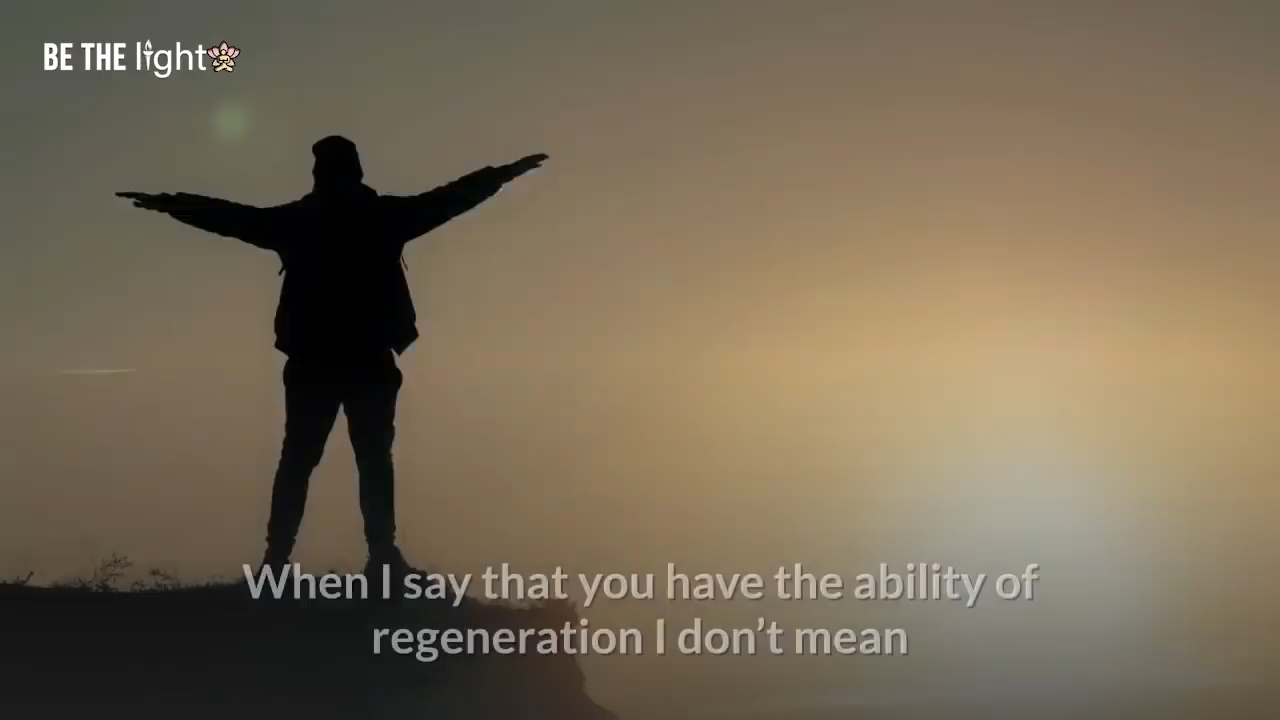 BE THE light
When I say that you have the ability of
regeneration I don’t mean